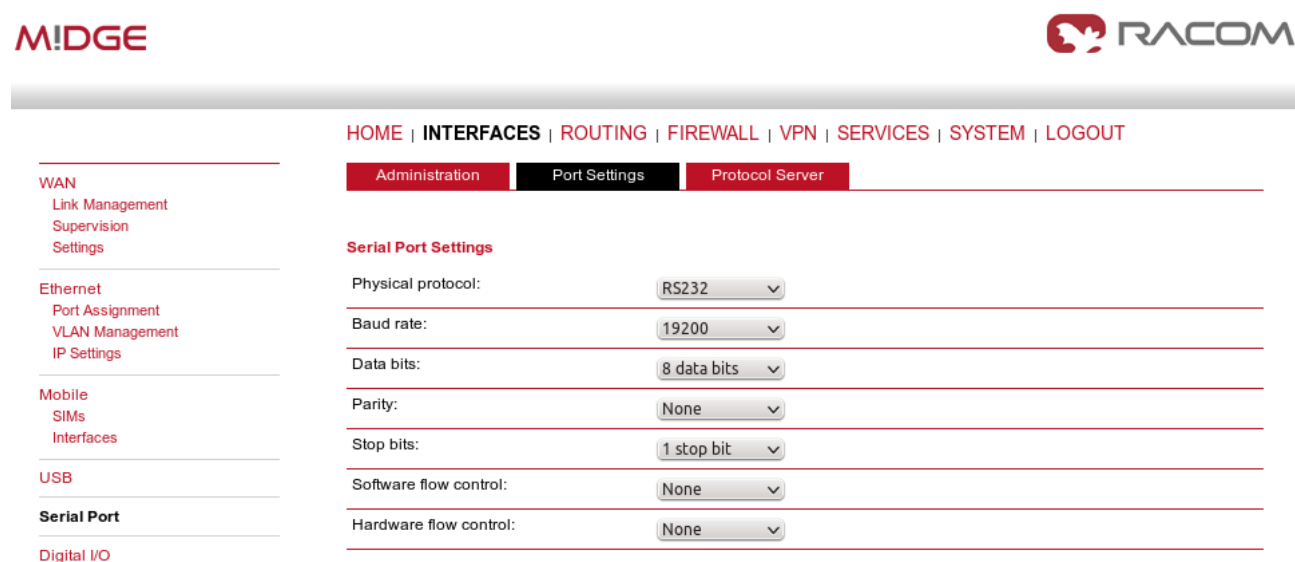 M!DGE
RACOM
HOME | INTERFACES | ROUTING | FIREWALL | VPN | SERVICES | SYSTEM | LOGOUT
WAN
Link Management
Supervision
Settings
Ethernet
Port Assignment
VLAN Management
IP Settings
Mobile
SIMs
Interfaces
USB
Serial Port
Digital I/O
Administration Port Settings Protocol Server
Serial Port Settings
Physical protocol: RS232
Baud rate: 19200
Data bits: 8 data bits
Parity: None
Stop bits: 1 stop bit
Software flow control: None
Hardware flow control: None